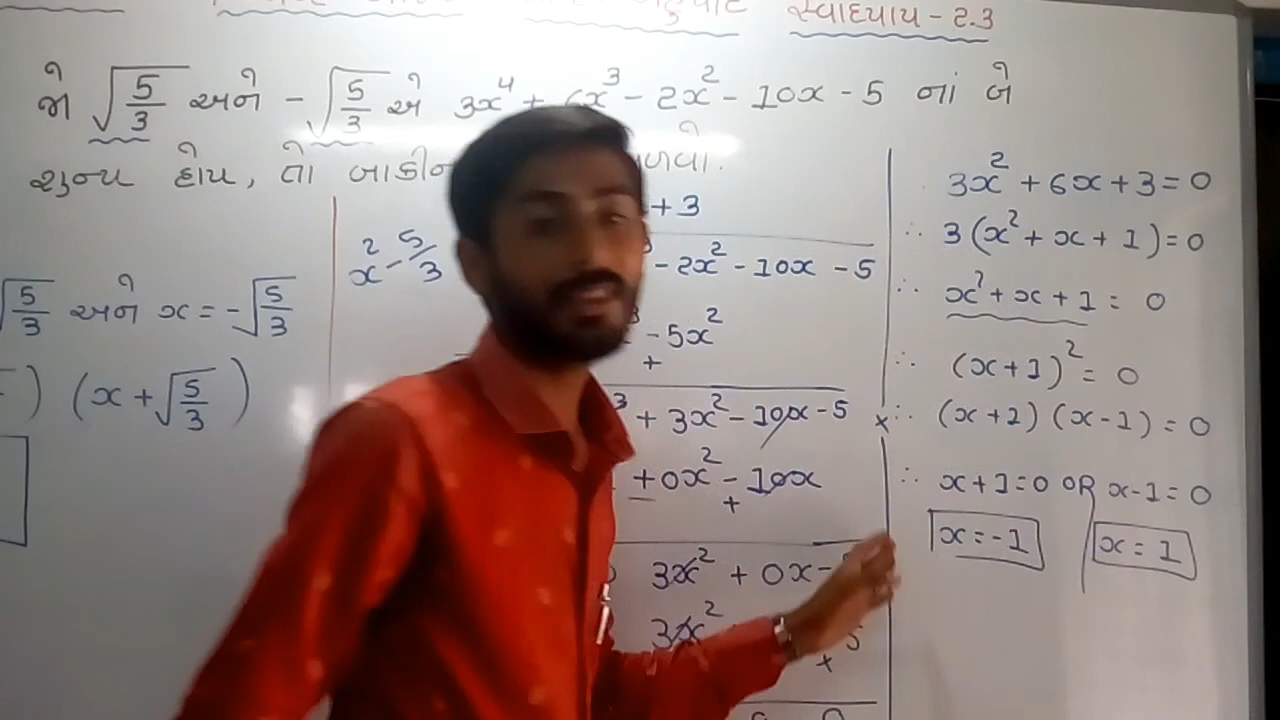 સ્વાધ્યાય - 2.3
જો √(5/3) અને - √(5/3) એ 3x⁴ + 6x³ - 2x² - 10x - 5 નાં બે
શુન્ય હોય, તો
+ 3
x² - 5/3
- 2x² - 10x - 5
- 5x²
+
√(5/3) અને x = -√(5/3)
) (x + √(5/3))
³ + 3x² - 10x - 5
+ 0x² - 10x
+
3x² + 0x -
3x²
5
+
3x² + 6x + 3 = 0
∴ 3(x² + x + 1) = 0
∴ x² + x + 1 = 0
∴ (x + 1)² = 0
x ∴ (x + 1) (x - 1) = 0
∴ x + 1 = 0 OR x - 1 = 0
x = -1
x = 1